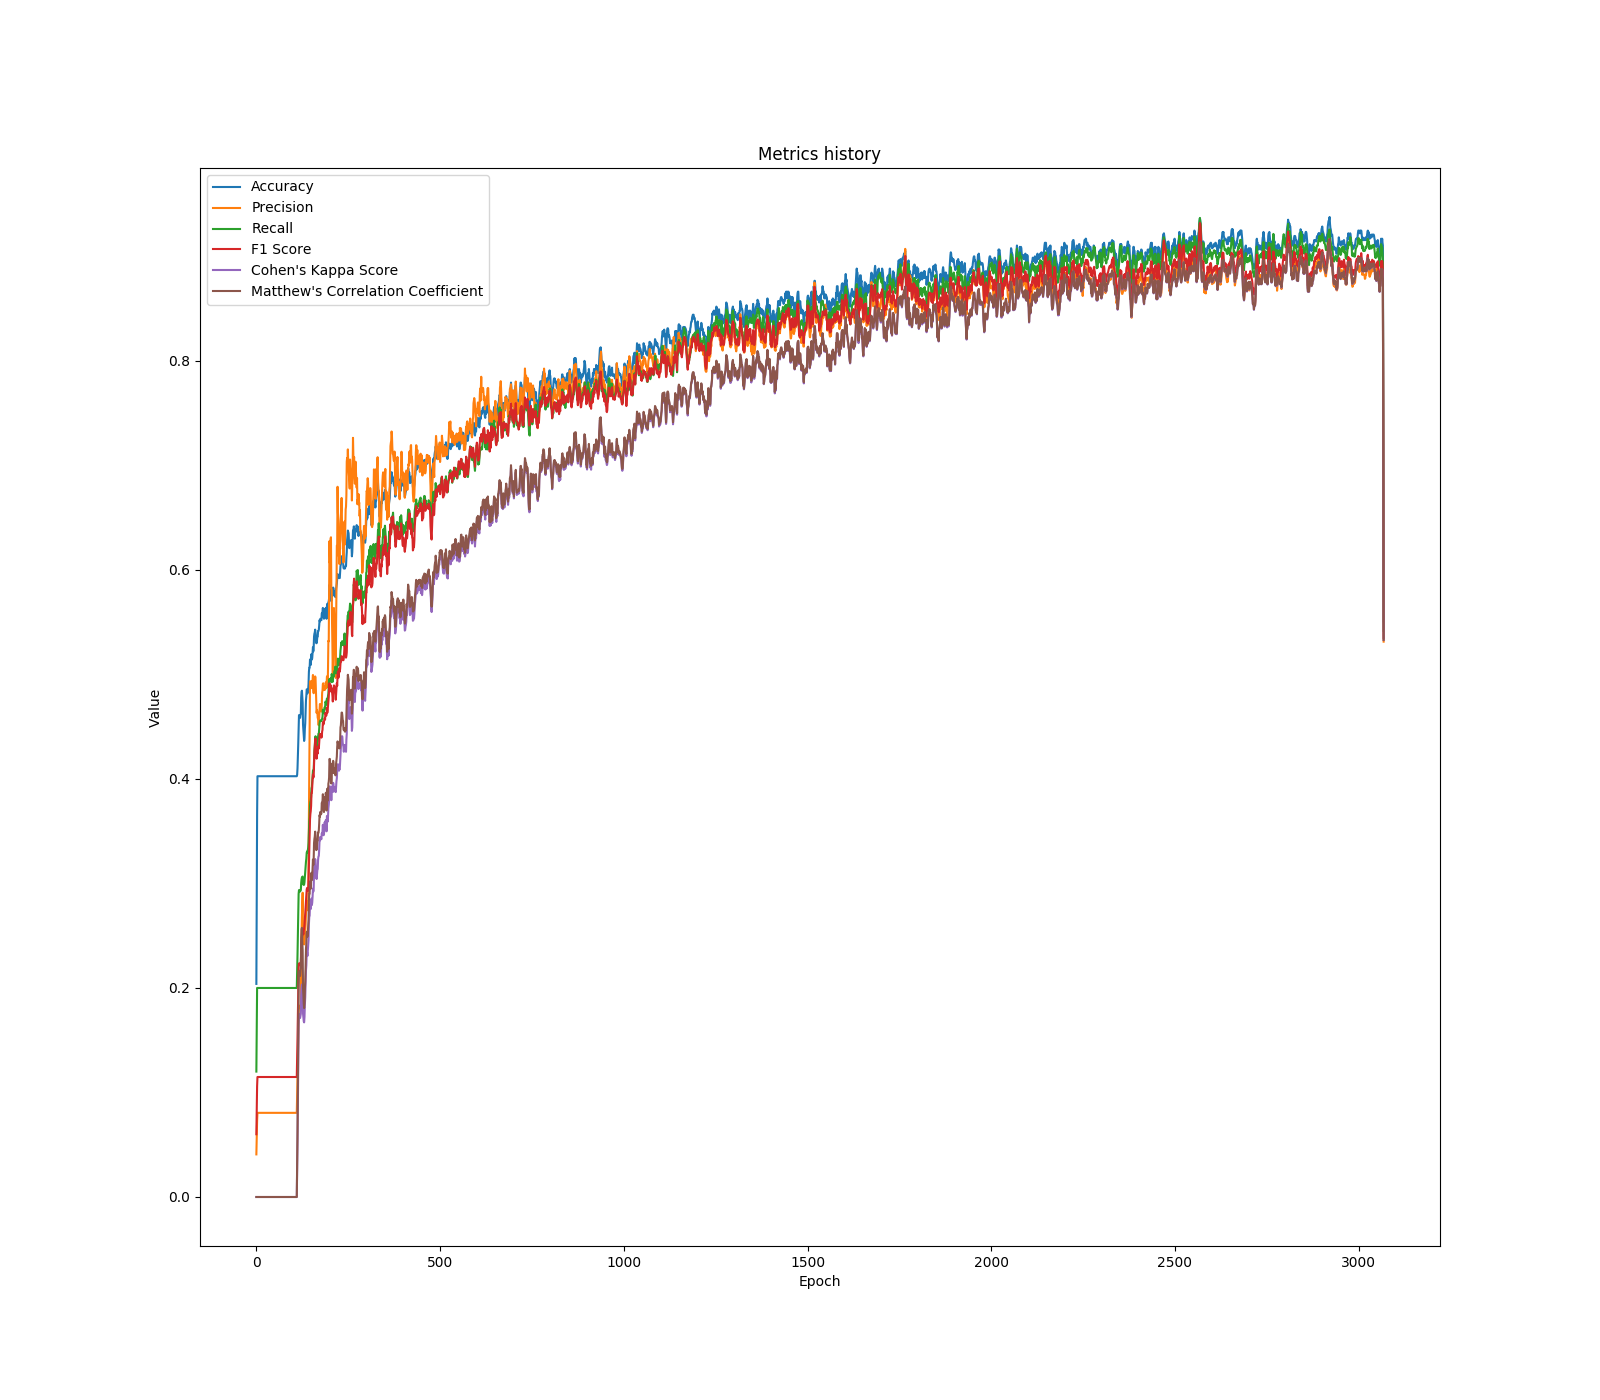 Metrics history
Accuracy
Precision
Recall
F1 Score
Cohen's Kappa Score
Matthew's Correlation Coefficient
Value
0.8
0.6
0.4
0.2
0.0
0 500 1000 1500 2000 2500 3000
Epoch